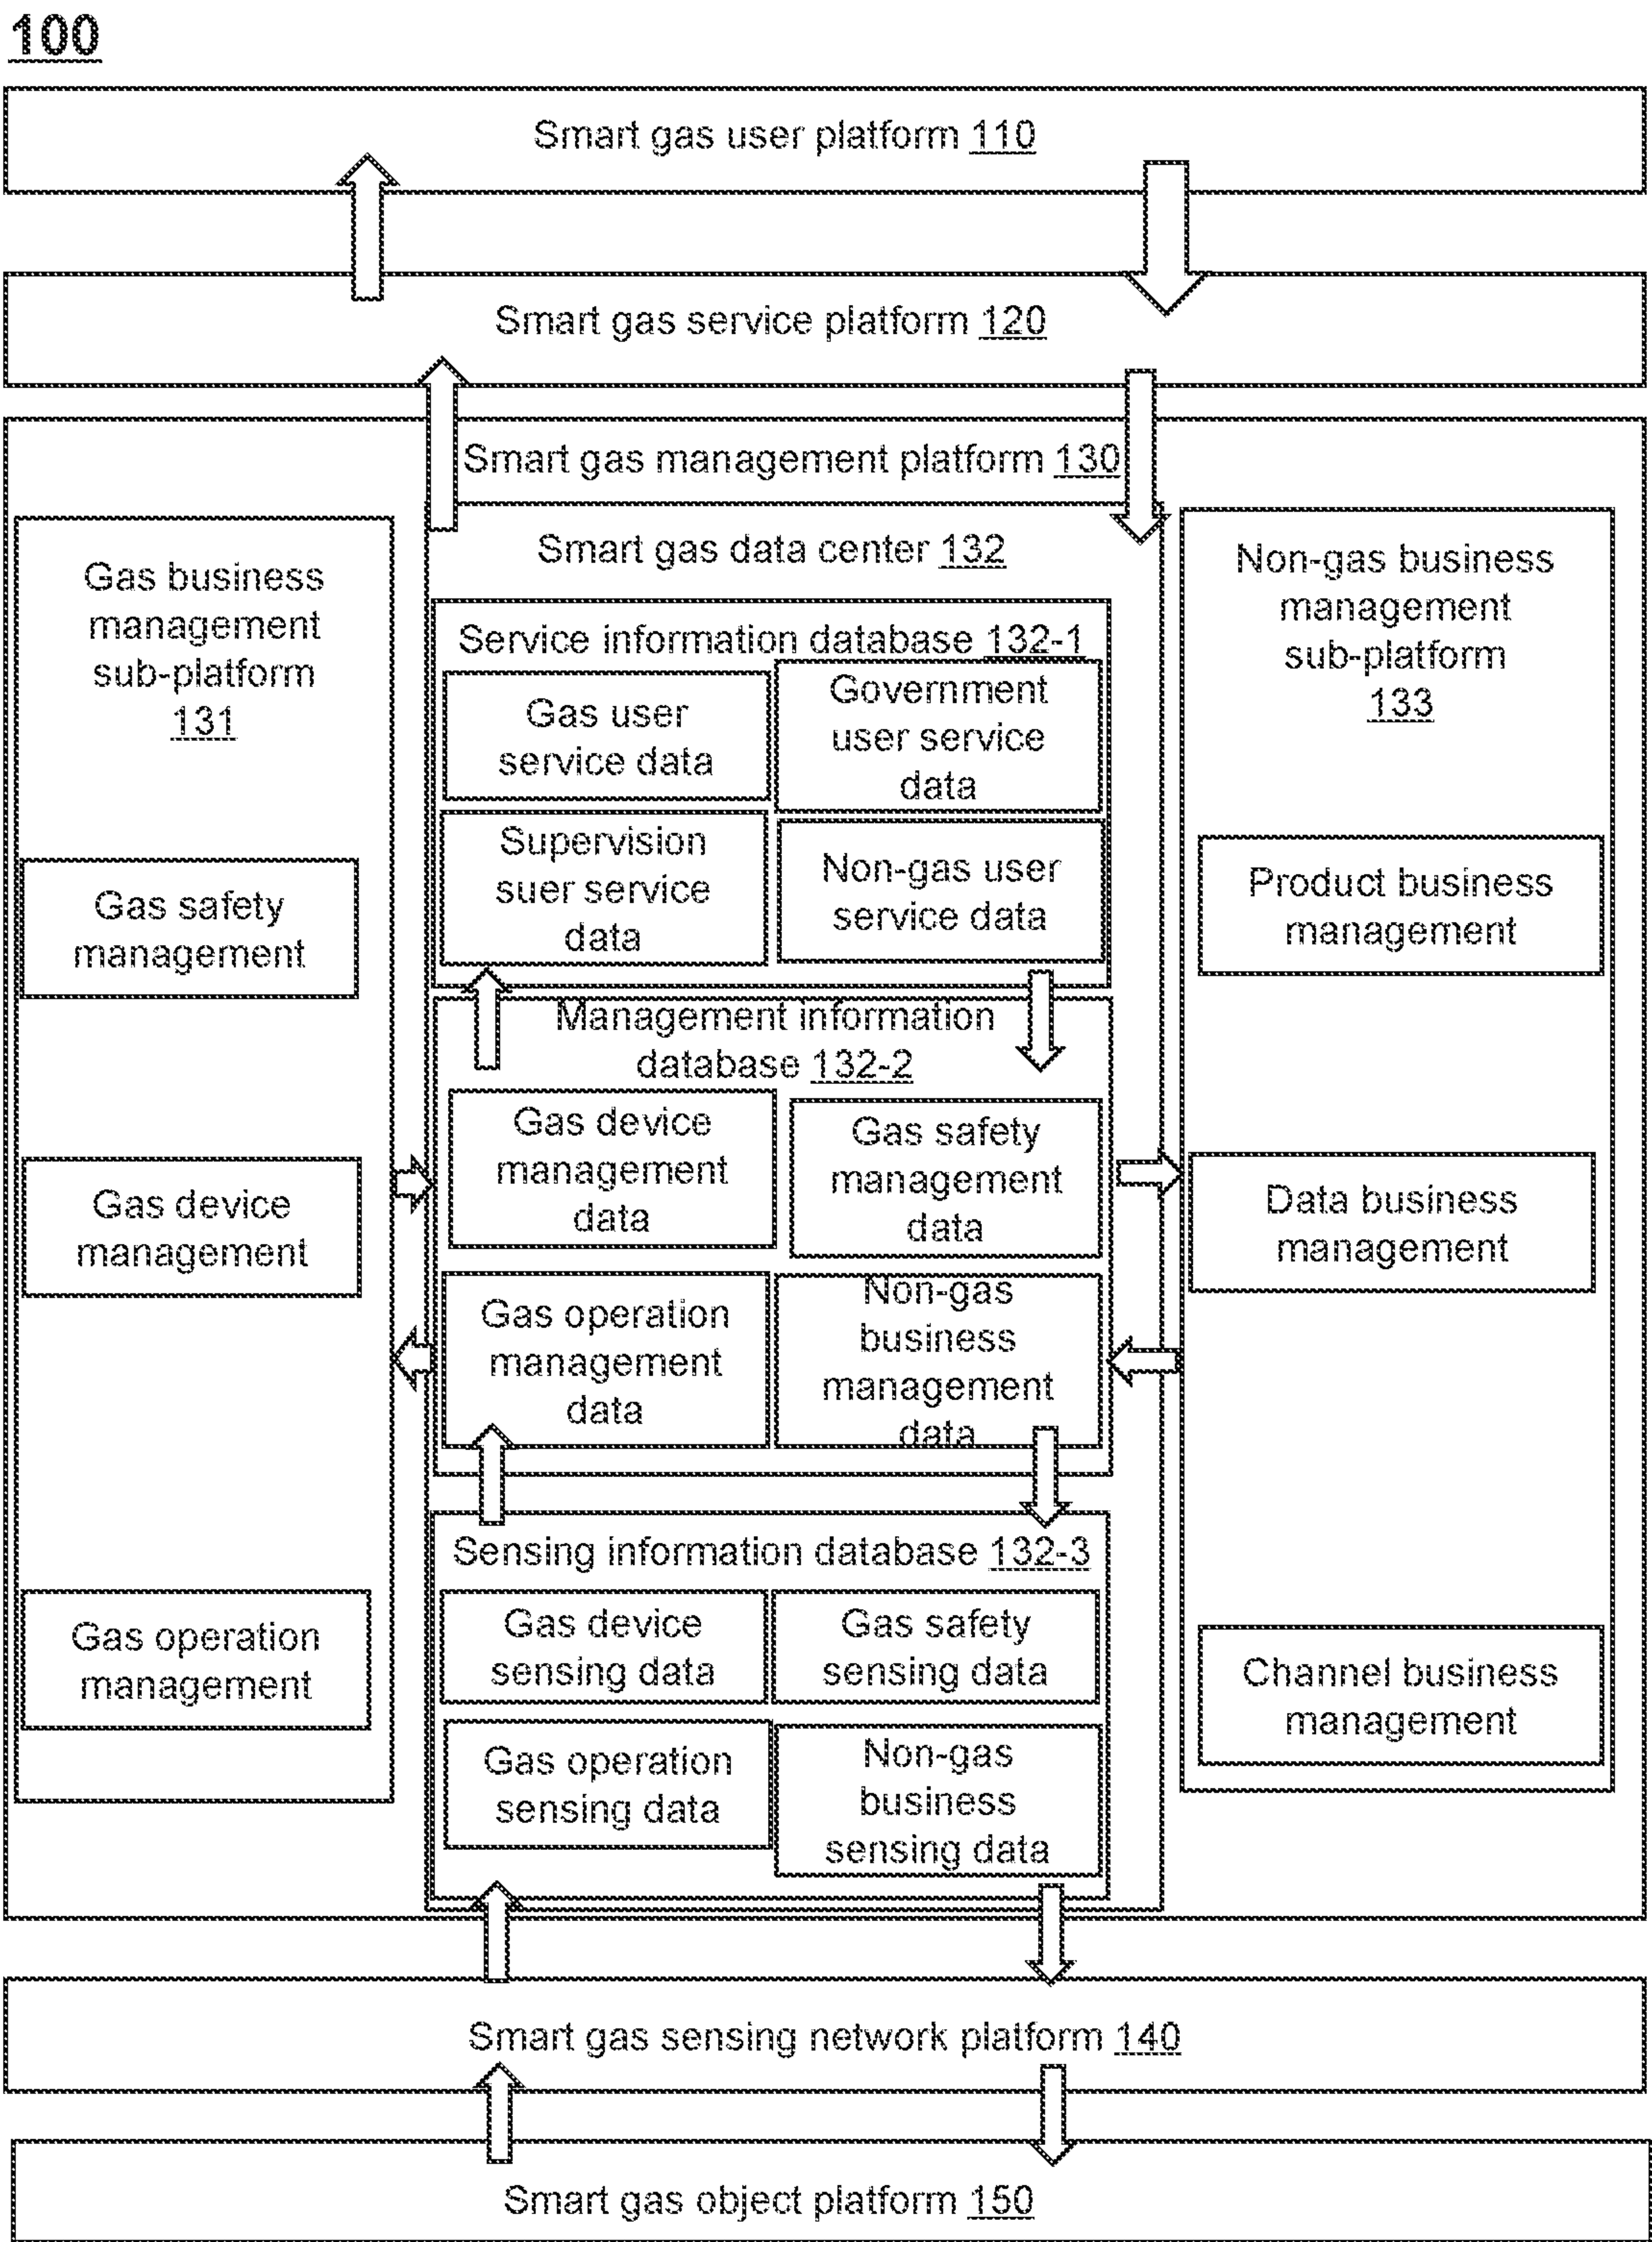 100
Smart gas user platform 110
Smart gas service platform 120
Smart gas management platform 130
Gas business
management
sub-platform
131
Gas safety
management
Gas device
management
Gas operation
management
Smart gas data center 132
Service information database 132-1
Gas user
service data
Government
user service
data
Supervision
suer service
data
Non-gas user
service data
Management information
database 132-2
Gas device
management
data
Gas safety
management
data
Gas operation
management
data
Non-gas
business
management
data
Sensing information database 132-3
Gas device
sensing data
Gas safety
sensing data
Gas operation
sensing data
Non-gas
business
sensing data
Non-gas business
management
sub-platform
133
Product business
management
Data business
management
Channel business
management
Smart gas sensing network platform 140
Smart gas object platform 150